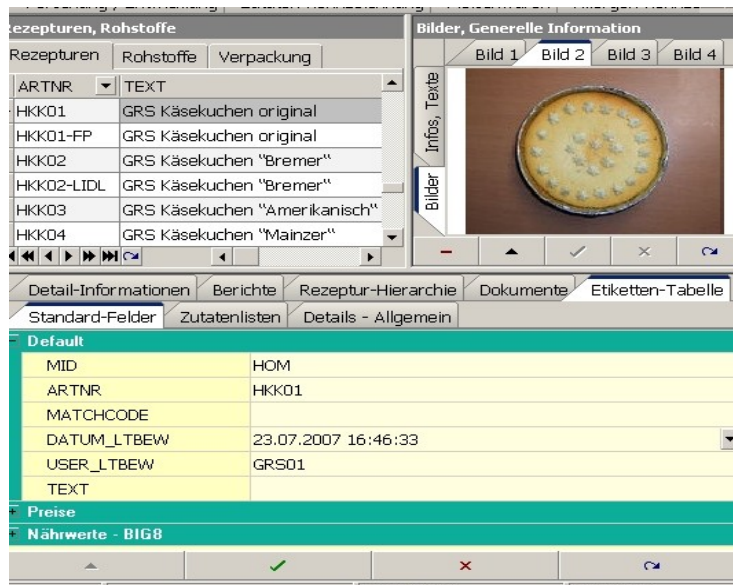 Rezepturen, Rohstoffe
Bilder, Generelle Information
Rezepturen Rohstoffe Verpackung
Bild 1 Bild 2 Bild 3 Bild 4
Infos, Texte
Bilder
ARTNR TEXT
HKK01 GRS Käsekuchen original
HKK01-FP GRS Käsekuchen original
HKK02 GRS Käsekuchen "Bremer"
HKK02-LIDL GRS Käsekuchen "Bremer"
HKK03 GRS Käsekuchen "Amerikanisch"
HKK04 GRS Käsekuchen "Mainzer"
Detail-Informationen Berichte Rezeptur-Hierarchie Dokumente Etiketten-Tabelle
Standard-Felder Zutatenlisten Details - Allgemein
Default
MID HOM
ARTNR HKK01
MATCHCODE
DATUM_LTBEW 23.07.2007 16:46:33
USER_LTBEW GRS01
TEXT
Preise
Nährwerte - BIG8